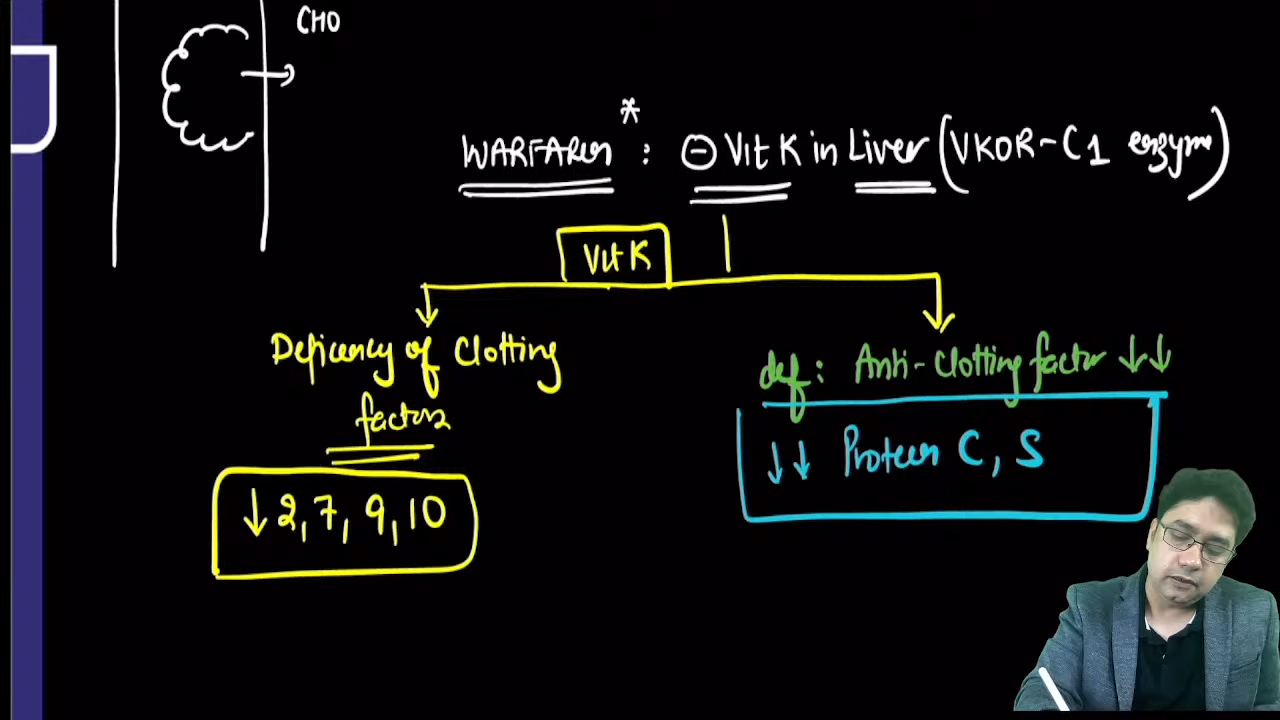 CHO
WARFARIN* : ⊖ Vit K in Liver (VKOR-C1 enzyme)
Vit K
Deficency of Clotting
factors
↓ 2, 7, 9, 10
def : Anti-Clotting factor ↓↓
↓↓ Protein C, S